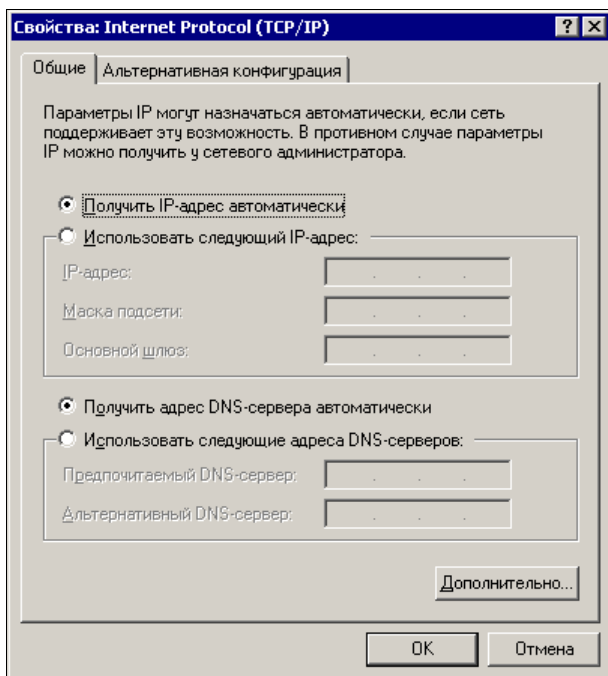 Свойства: Internet Protocol (TCP/IP)
Общие
Альтернативная конфигурация
Параметры IP могут назначаться автоматически, если сеть
поддерживает эту возможность. В противном случае параметры
IP можно получить у сетевого администратора.
Получить IP-адрес автоматически
Использовать следующий IP-адрес:
IP-адрес:
Маска подсети:
Основной шлюз:
Получить адрес DNS-сервера автоматически
Использовать следующие адреса DNS-серверов:
Предпочитаемый DNS-сервер:
Альтернативный DNS-сервер:
Дополнительно...
OK
Отмена